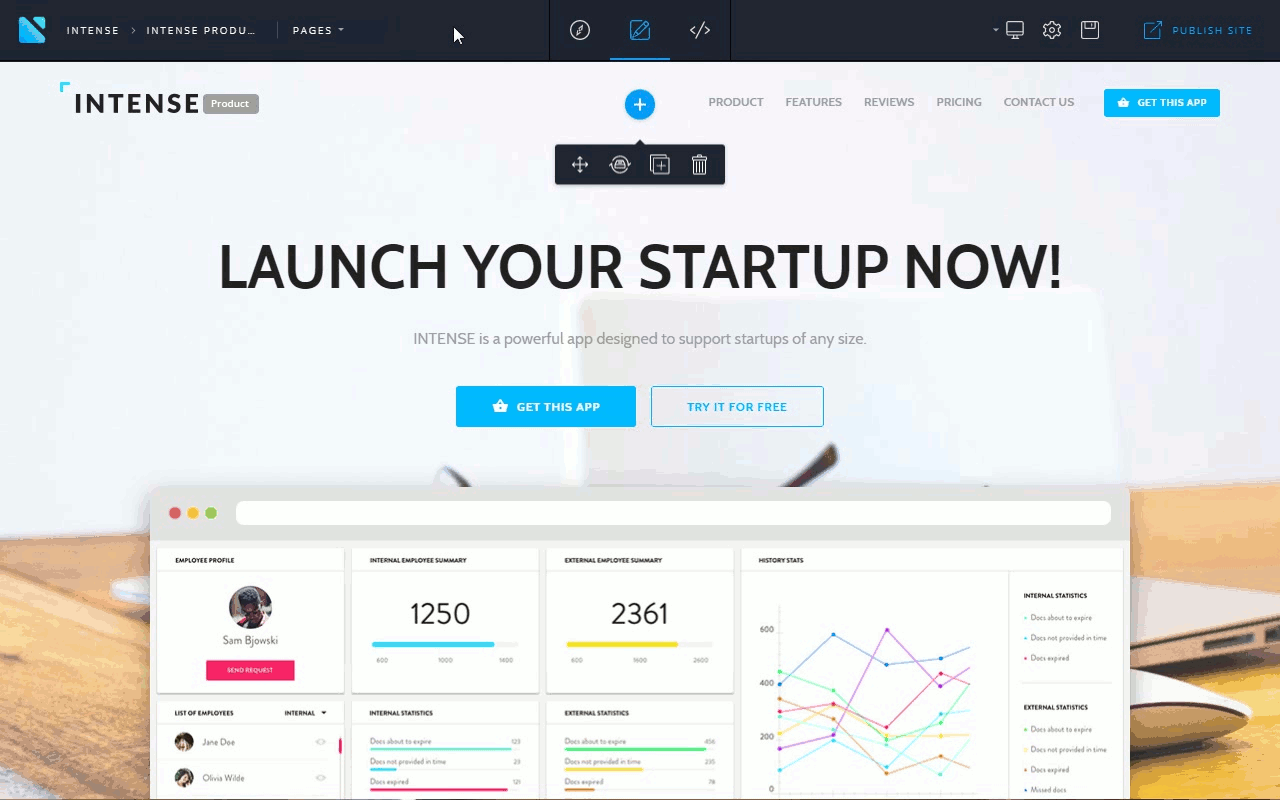 INTENSE > INTENSE PRODU... PAGES PUBLISH SITE
INTENSE Product PRODUCT FEATURES REVIEWS PRICING CONTACT US GET THIS APP
LAUNCH YOUR STARTUP NOW!
INTENSE is a powerful app designed to support startups of any size.
GET THIS APP TRY IT FOR FREE
EMPLOYEE PROFILE
Sam Bjowski
SEND REQUEST
INTERNAL EMPLOYEE SUMMARY
1250
600 1000 1400
EXTERNAL EMPLOYEE SUMMARY
2361
600 1600 2600
HISTORY STATS
600
400
200
0
INTERNAL STATISTICS
Docs about to expire
Docs not provided in time
Docs expired
EXTERNAL STATISTICS
Docs about to expire
Docs not provided in time
Docs expired
Missed docs
LIST OF EMPLOYEES INTERNAL
Jane Doe
Olivia Wilde
INTERNAL STATISTICS
Docs about to expire 123
Docs not provided in time 23
Docs expired 121
EXTERNAL STATISTICS
Docs about to expire 456
Docs not provided in time 235
Docs expired 78